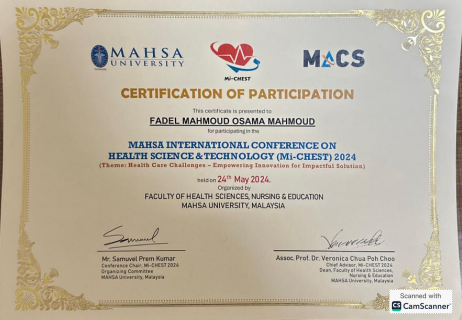 MAHSA
UNIVERSITY
Mi-CHEST
MACS
CERTIFICATION OF PARTICIPATION
This certificate is presented to
FADEL MAHMOUD OSAMA MAHMOUD
for participating in the
MAHSA INTERNATIONAL CONFERENCE ON
HEALTH SCIENCE & TECHNOLOGY (Mi-CHEST) 2024
(Theme: Health Care Challenges – Empowering Innovation for Impactful Solution)
held on 24th May 2024.
Organized by
FACULTY OF HEALTH SCIENCES, NURSING & EDUCATION
MAHSA UNIVERSITY, MALAYSIA
Mr. Samuvel Prem Kumar
Conference Chair, Mi-CHEST 2024
Organizing Committee
MAHSA University, Malaysia
Assoc. Prof. Dr. Veronica Chua Poh Choo
Chief Advisor, Mi-CHEST 2024
Dean, Faculty of Health Sciences,
Nursing & Education
MAHSA University, Malaysia
Scanned with
CS CamScanner